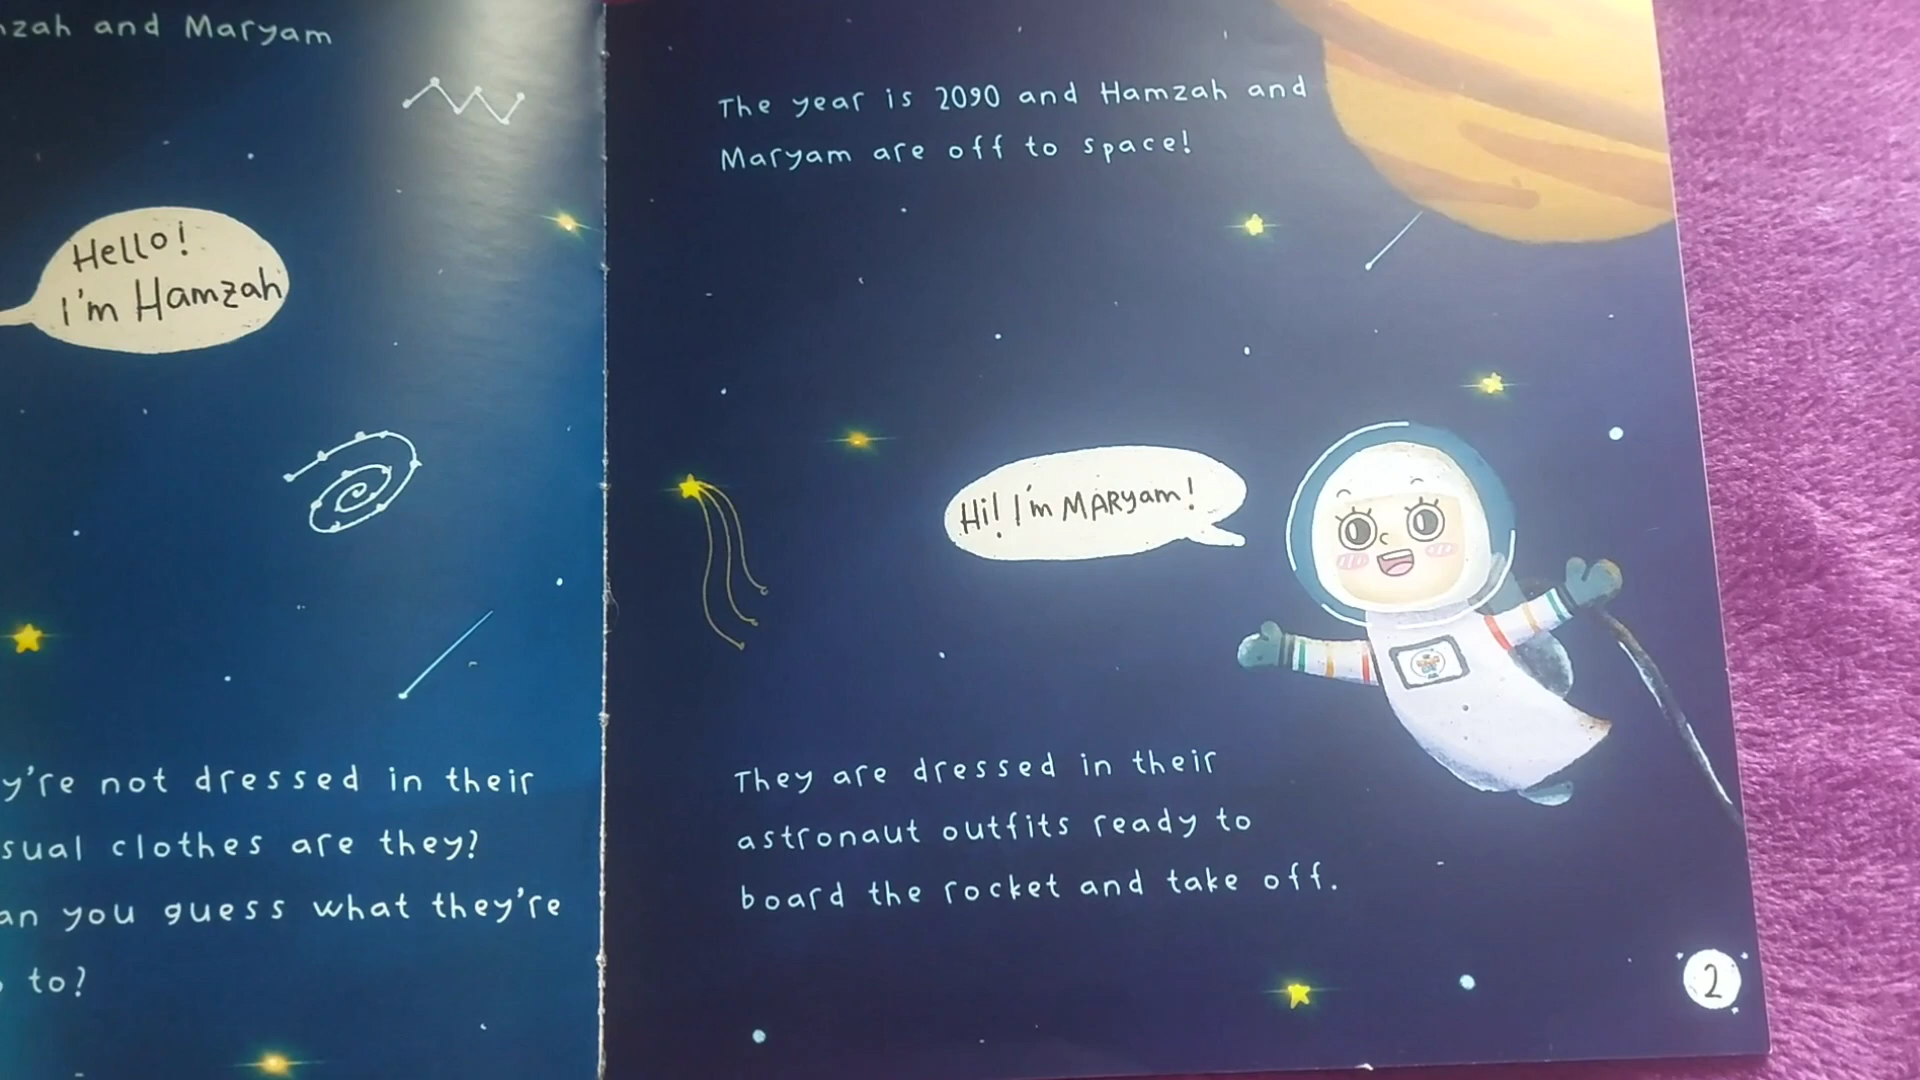 and Maryam
Hello!
I'm Hamzah
not dressed in their
clothes are they?
you guess what they're
to?
The year is 2090 and Hamzah and
Maryam are off to space!
Hi! I'm MARyam!
They are dressed in their
astronaut outfits ready to
board the rocket and take off.
2